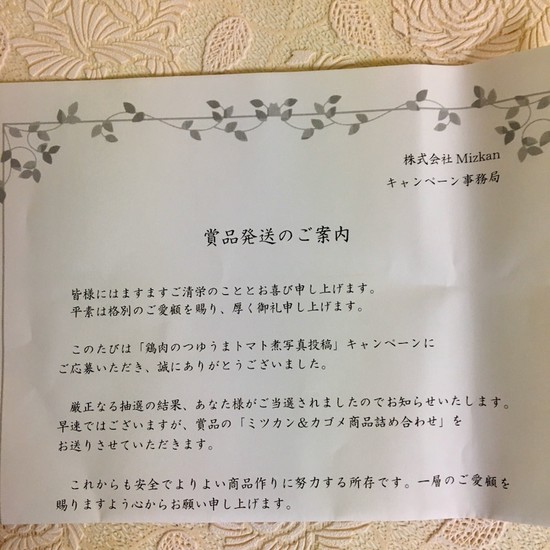 株式会社 Mizkan
キャンペーン事務局
賞品発送のご案内
皆様にはますますご清栄のこととお喜び申し上げます。
平素は格別のご愛顧を賜り、厚く御礼申し上げます。
このたびは「鶏肉のつゆうまトマト煮写真投稿」キャンペーンに
ご応募いただき、誠にありがとうございました。
厳正なる抽選の結果、あなた様がご当選されましたのでお知らせいたします。
早速ではございますが、賞品の「ミツカン＆カゴメ商品詰め合わせ」を
お送りさせていただきます。
これからも安全でよりよい商品作りに努力する所存です。一層のご愛顧を
賜りますよう心からお願い申し上げます。